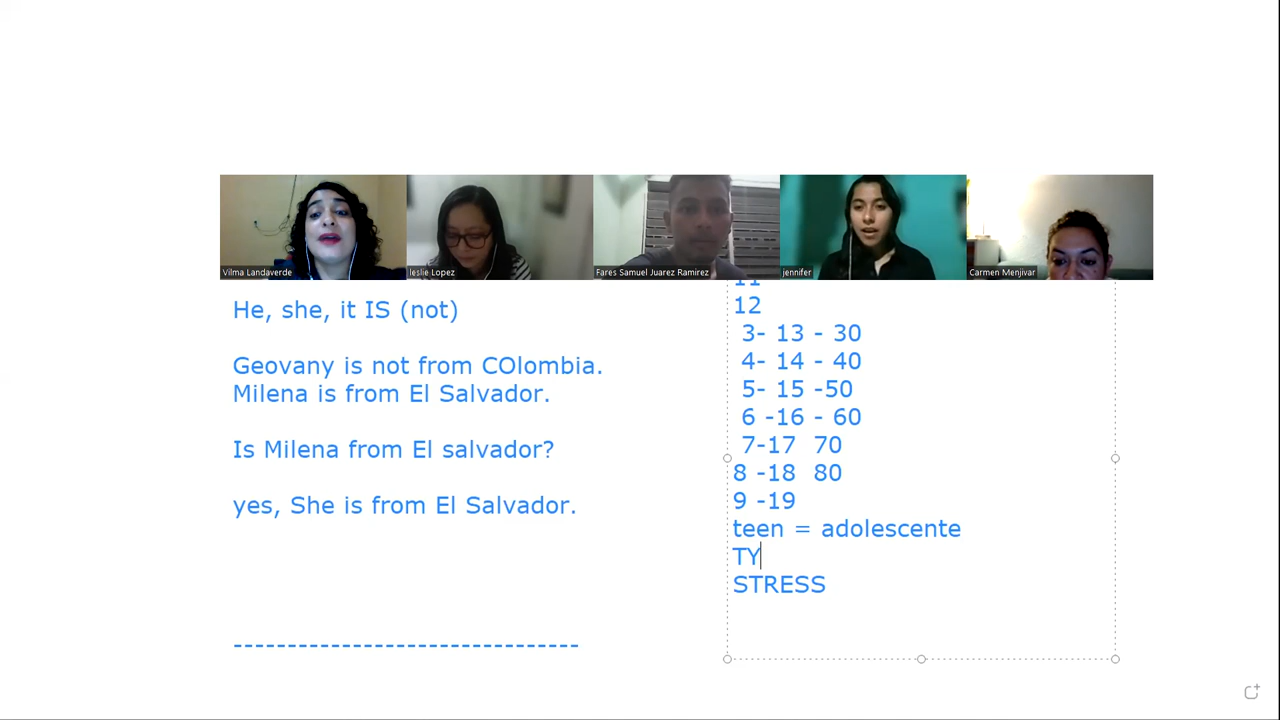 Vilma Landaverde
leslie Lopez
Fares Samuel Juarez Ramirez
jennifer
Carmen Menjivar
He, she, it IS (not)
Geovany is not from COlombia.
Milena is from El Salvador.
Is Milena from El salvador?
yes, She is from El Salvador.
-------------------------------
11
12
3- 13 - 30
4- 14 - 40
5- 15 -50
6 -16 - 60
7-17 70
8 -18 80
9 -19
teen = adolescente
TY
STRESS